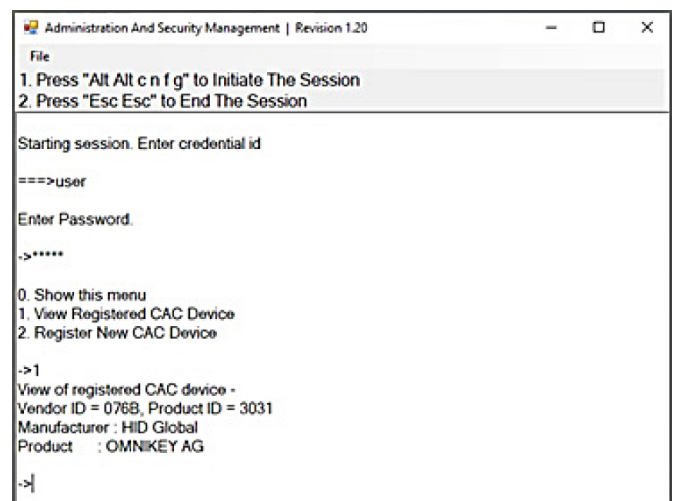 Administration And Security Management | Revision 1.20
File
1. Press "Alt Alt c n f g" to Initiate The Session
2. Press "Esc Esc" to End The Session
Starting session. Enter credential id
===>user
Enter Password.
->*****
0. Show this menu
1. View Registered CAC Device
2. Register New CAC Device
->1
View of registered CAC device -
Vendor ID = 076B, Product ID = 3031
Manufacturer : HID Global
Product : OMNIKEY AG
->